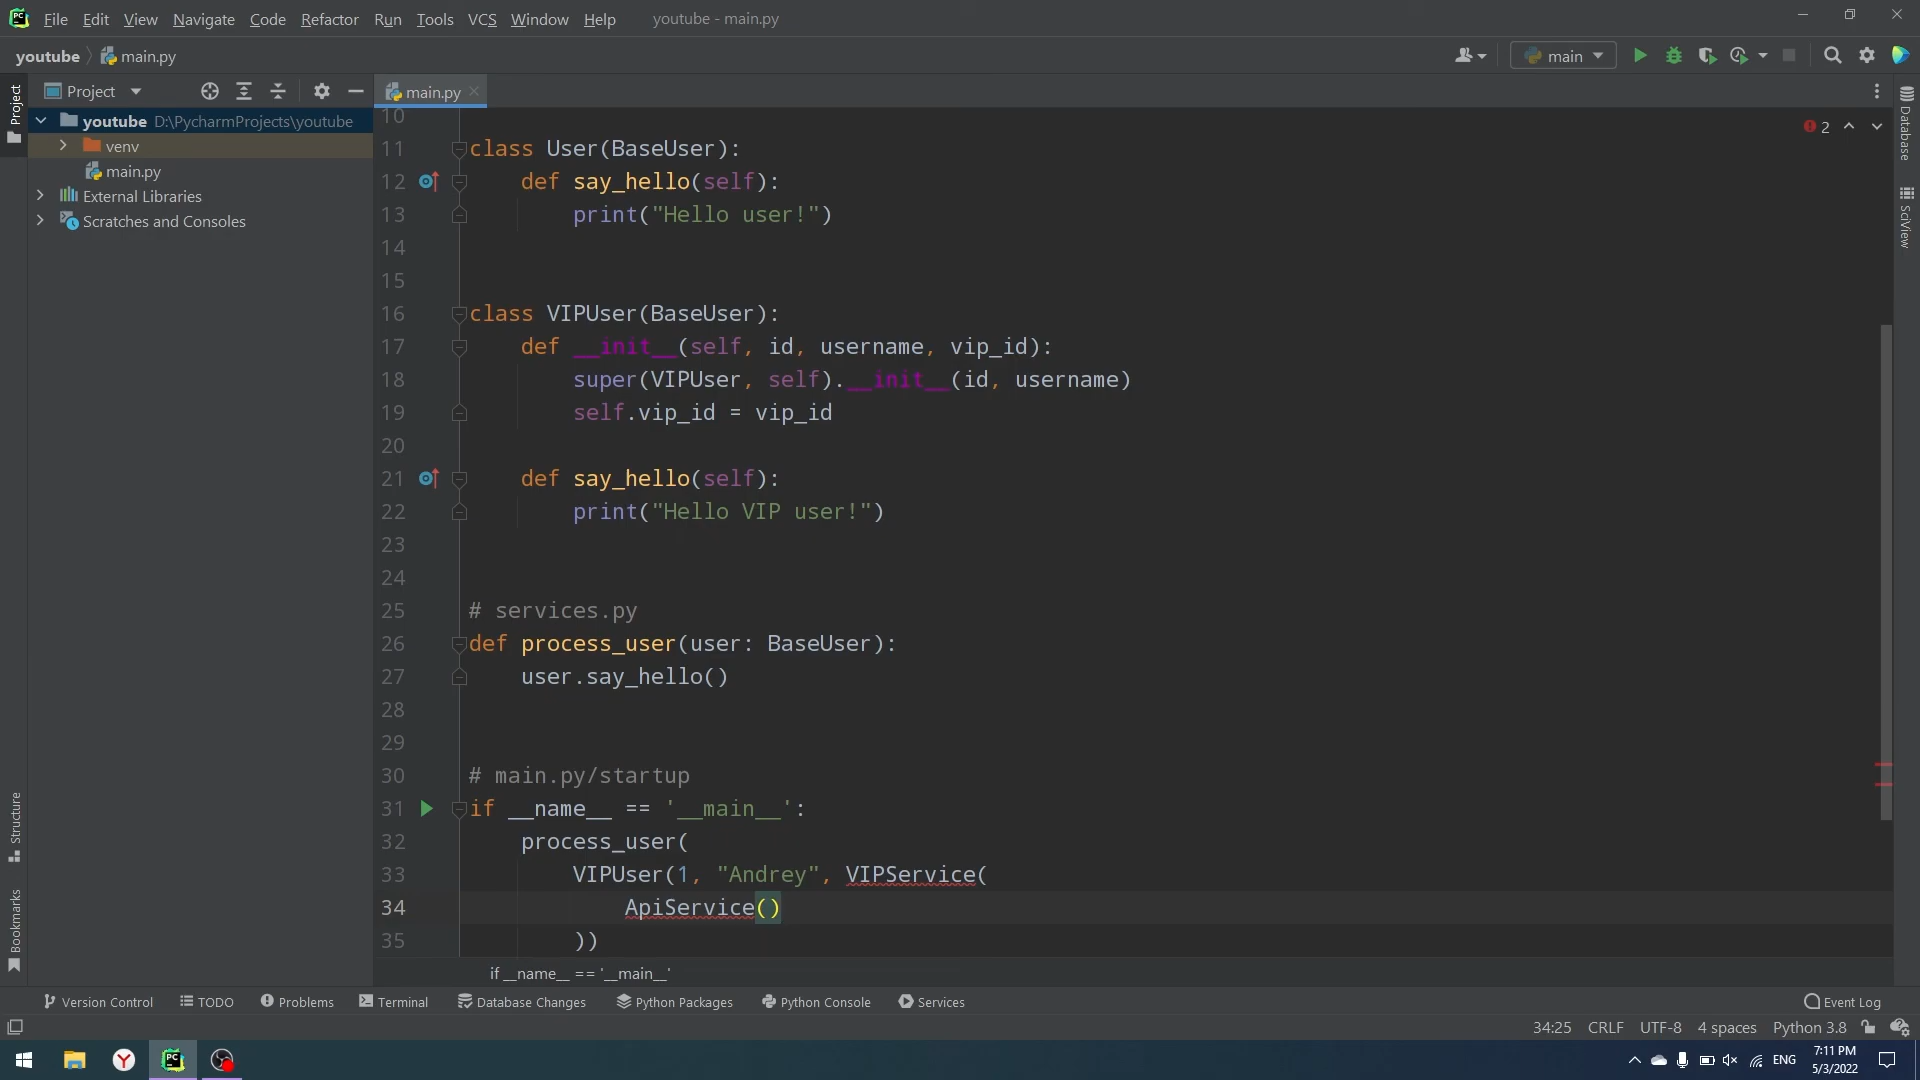 File Edit View Navigate Code Refactor Run Tools VCS Window Help youtube - main.py
youtube main.py main
Project main.py
Project
youtube D:\PycharmProjects\youtube
venv
main.py
External Libraries
Scratches and Consoles
10
11 class User(BaseUser):
12 def say_hello(self):
13 print("Hello user!")
14
15
16 class VIPUser(BaseUser):
17 def __init__(self, id, username, vip_id):
18 super(VIPUser, self).__init__(id, username)
19 self.vip_id = vip_id
20
21 def say_hello(self):
22 print("Hello VIP user!")
23
24
25 # services.py
26 def process_user(user: BaseUser):
27 user.say_hello()
28
29
30 # main.py/startup
31 if __name__ == '__main__':
32 process_user(
33 VIPUser(1, "Andrey", VIPService(
34 ApiService()
35 ))
2
Database
SciView
Structure
Bookmarks
if __name__ == '__main__'
Version Control TODO Problems Terminal Database Changes Python Packages Python Console Services Event Log
34:25 CRLF UTF-8 4 spaces Python 3.8
ENG 7:11 PM
5/3/2022